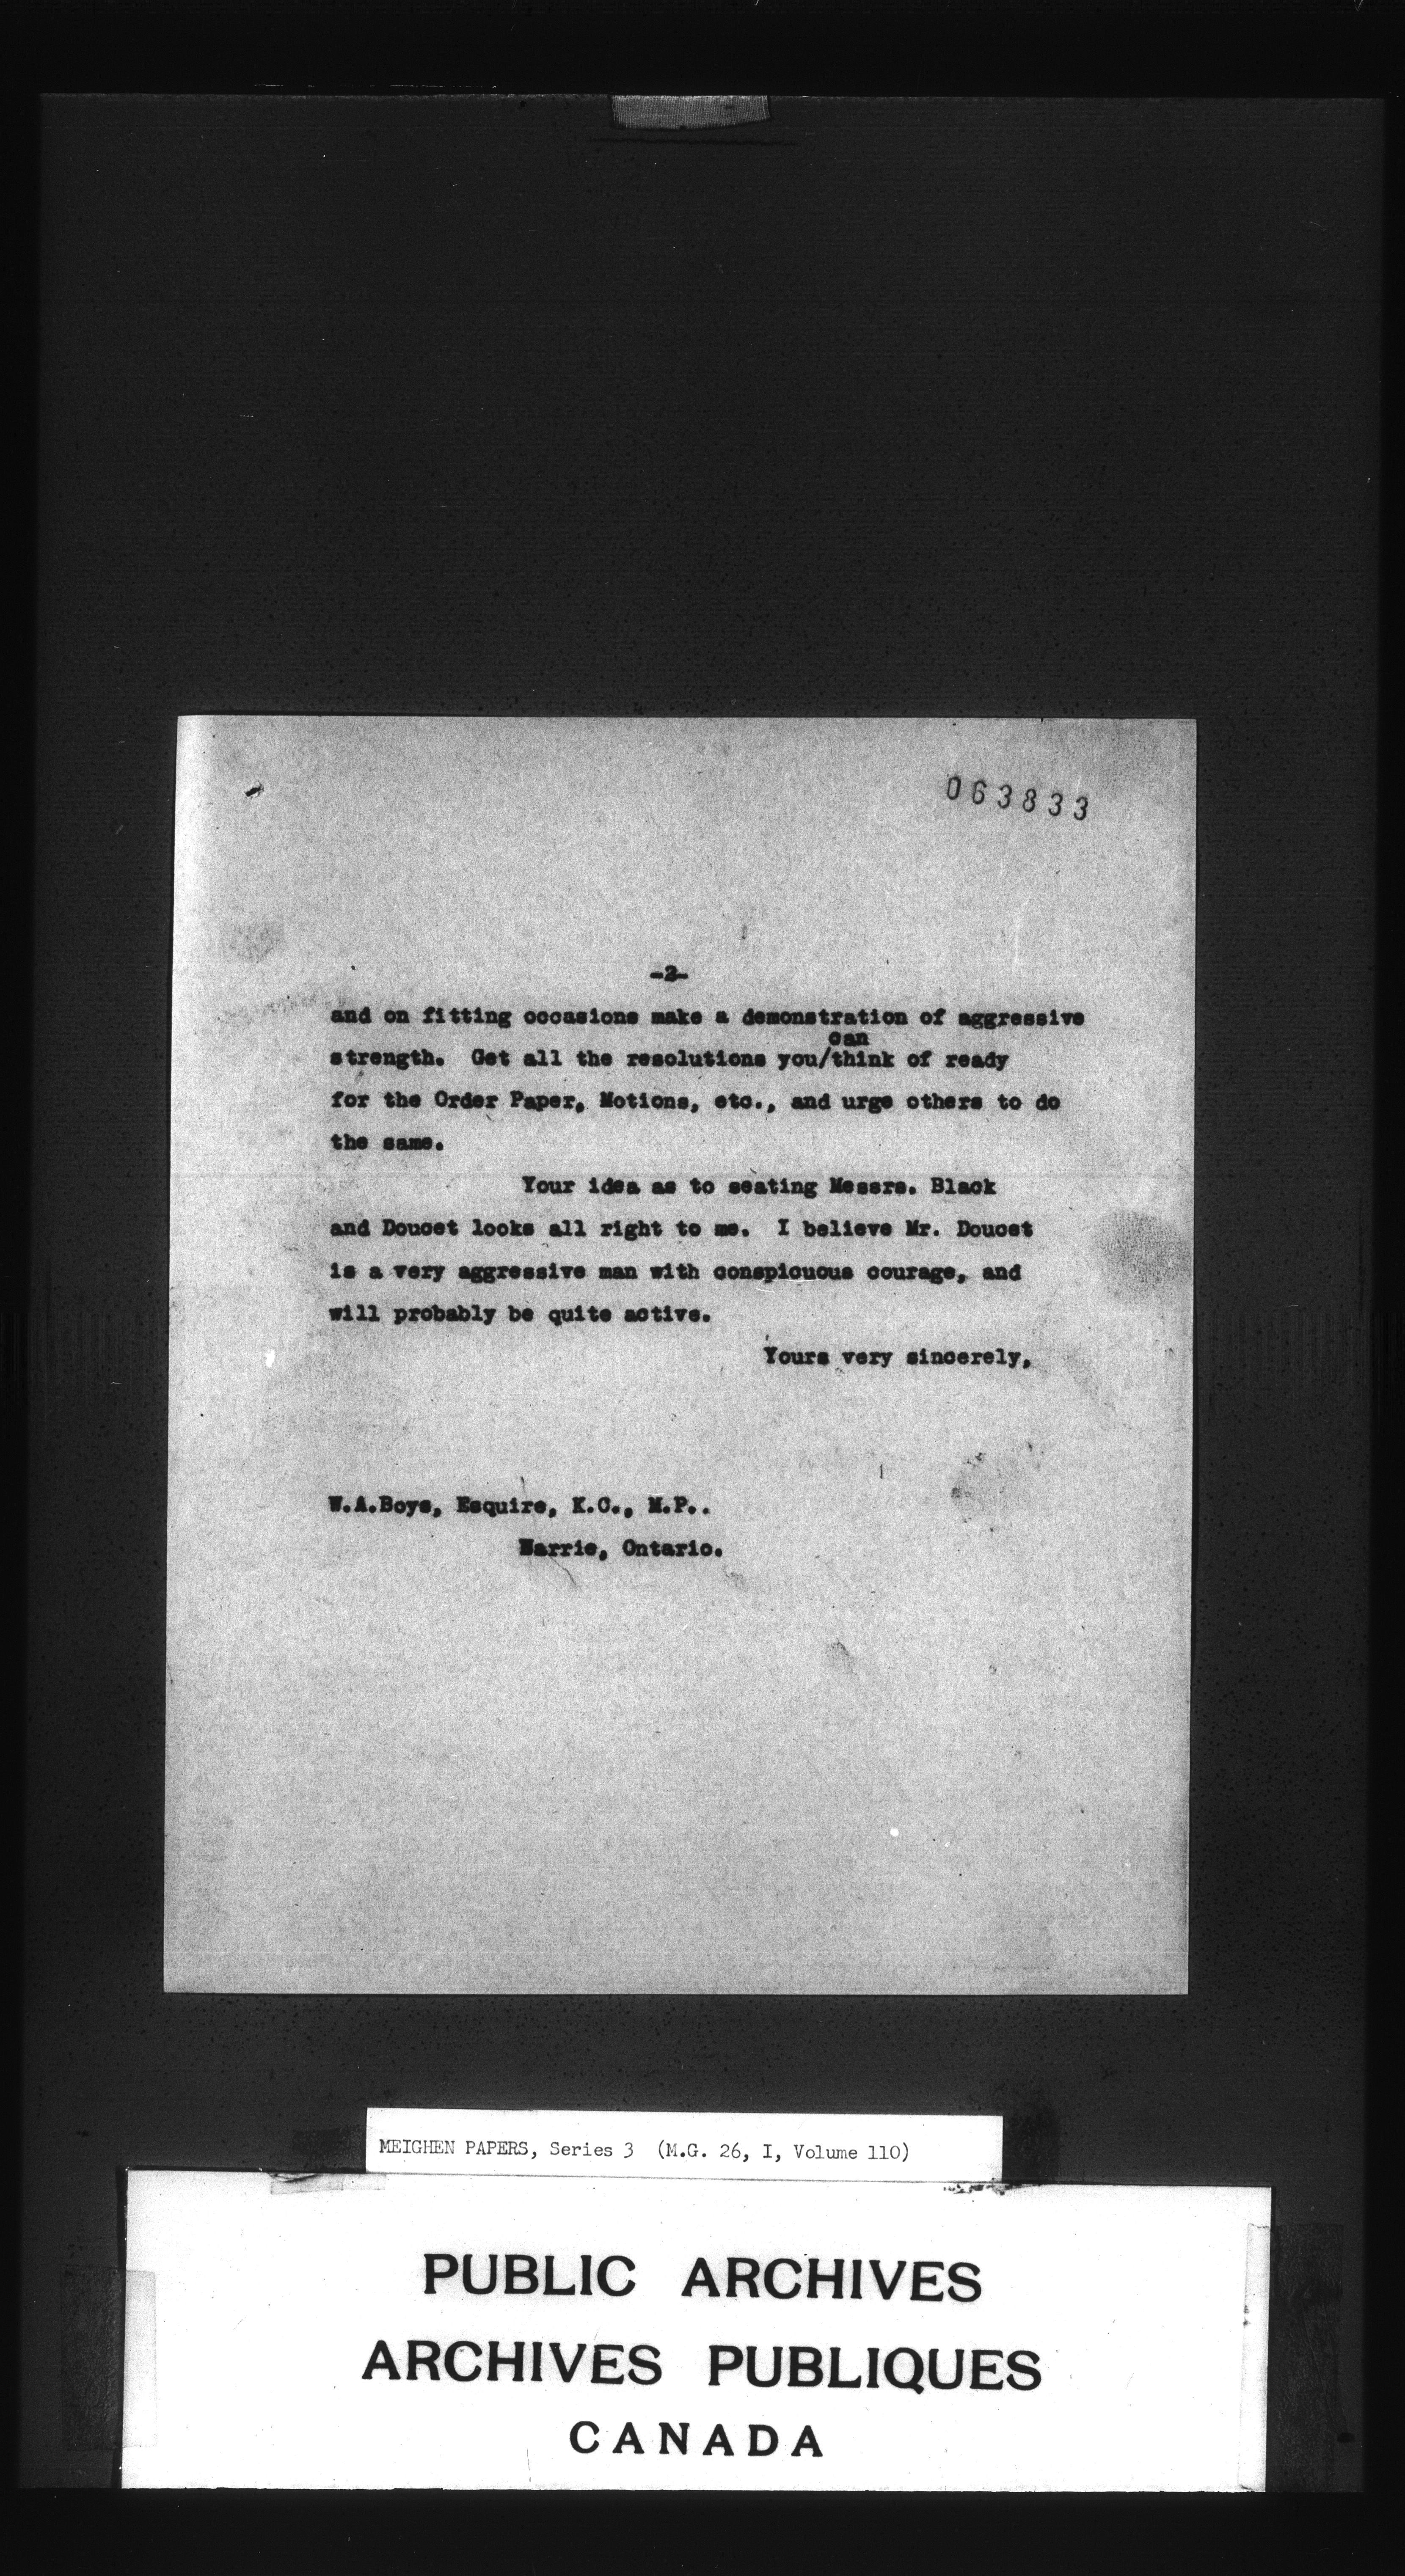 063833
-2-
and on fitting occasions make a demonstration of aggressive
can
strength. Get all the resolutions you/think of ready
for the Order Paper, Motions, etc., and urge others to do
the same.
Your idea as to seating Messrs. Black
and Doucet looks all right to me. I believe Mr. Doucet
is a very aggressive man with conspicuous courage, and
will probably be quite active.
Yours very sincerely,
W.A.Boys, Esquire, K.C., M.P..
Barrie, Ontario.
MEIGHEN PAPERS, Series 3 (M.G. 26, I, Volume 110)
PUBLIC ARCHIVES
ARCHIVES PUBLIQUES
CANADA